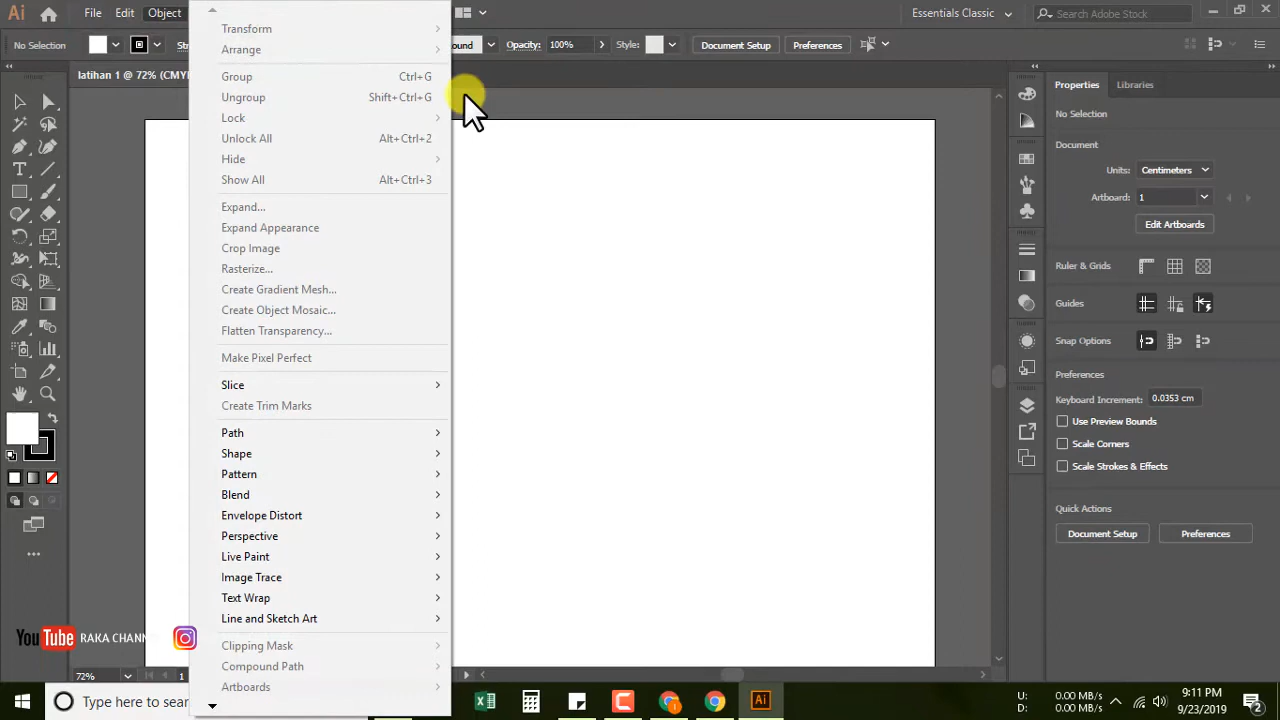 Ai File Edit Object Essentials Classic Search Adobe Stock
No Selection Opacity: 100% Style: Document Setup Preferences
latihan 1 @ 72% (CMY
Transform
Arrange
Group Ctrl+G
Ungroup Shift+Ctrl+G
Lock
Unlock All Alt+Ctrl+2
Hide
Show All Alt+Ctrl+3
Expand...
Expand Appearance
Crop Image
Rasterize...
Create Gradient Mesh...
Create Object Mosaic...
Flatten Transparency...
Make Pixel Perfect
Slice
Create Trim Marks
Path
Shape
Pattern
Blend
Envelope Distort
Perspective
Live Paint
Image Trace
Text Wrap
Line and Sketch Art
Clipping Mask
Compound Path
Artboards
Properties Libraries
No Selection
Document
Units: Centimeters
Artboard: 1
Edit Artboards
Ruler & Grids
Guides
Snap Options
Preferences
Keyboard Increment: 0.0353 cm
Use Preview Bounds
Scale Corners
Scale Strokes & Effects
Quick Actions
Document Setup Preferences
YouTube RAKA CHANN
72% 1
Type here to sear
Ai
U: 0.00 MB/s
D: 0.00 MB/s
9:11 PM
9/23/2019
2